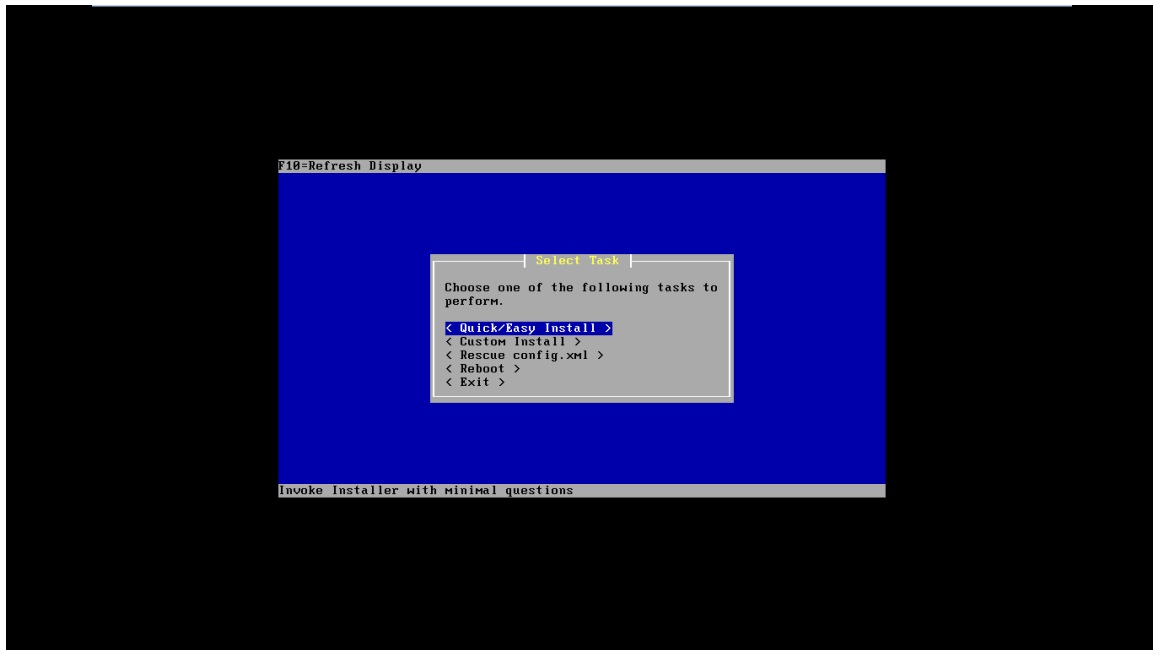 F10=Refresh Display
Select Task
Choose one of the following tasks to
perform.
< Quick/Easy Install >
< Custom Install >
< Rescue config.xml >
< Reboot >
< Exit >
Invoke Installer with minimal questions